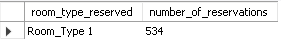 room_type_reserved number_of_reservations
Room_Type 1 534